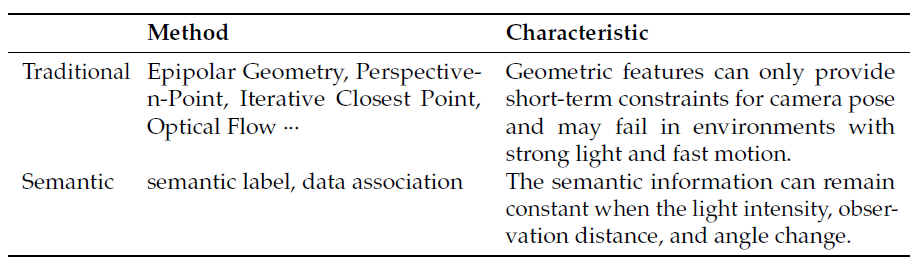 Method Characteristic
Traditional Epipolar Geometry, Perspective- Geometric features can only provide
n-Point, Iterative Closest Point, short-term constraints for camera pose
Optical Flow ··· and may fail in environments with
strong light and fast motion.
Semantic semantic label, data association The semantic information can remain
constant when the light intensity, obser-
vation distance, and angle change.